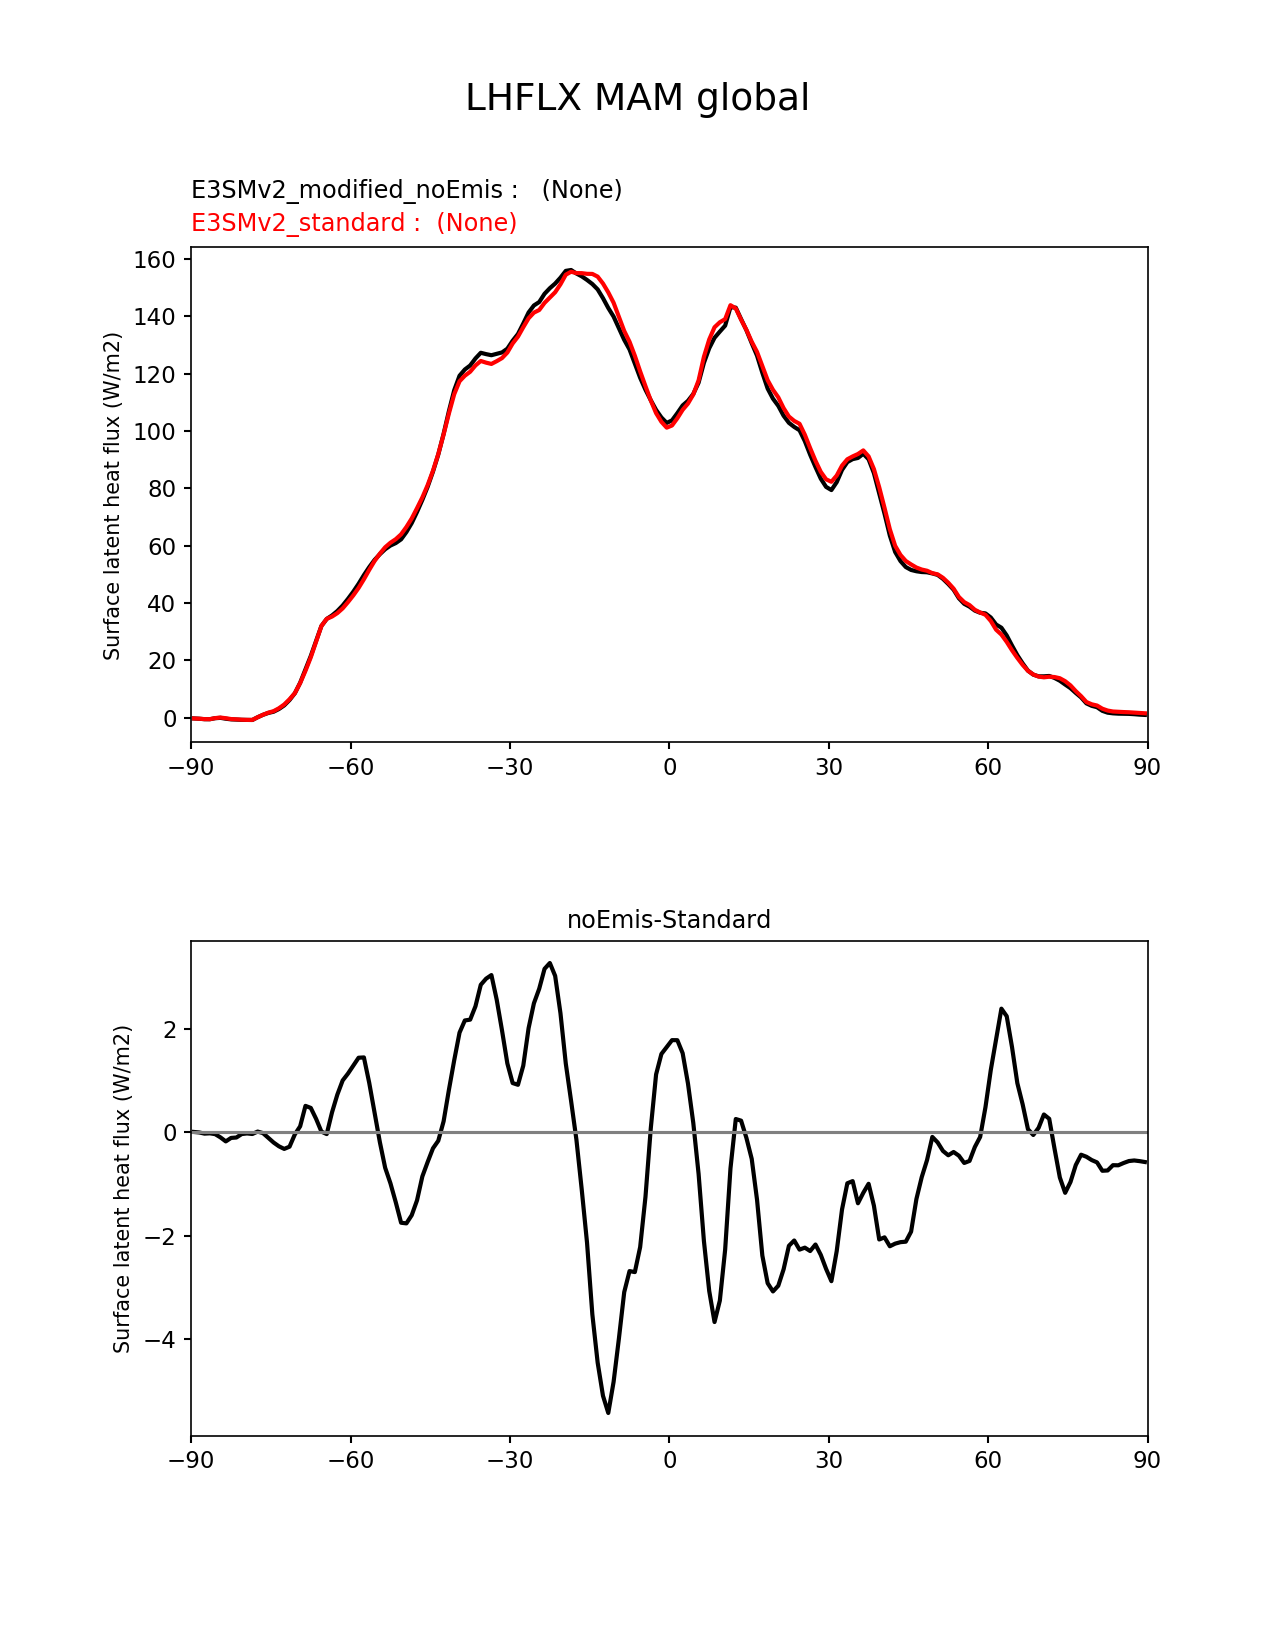 LHFLX MAM global
E3SMv2_modified_noEmis :   (None)
E3SMv2_standard :  (None)
Surface latent heat flux (W/m2)
160
140
120
100
80
60
40
20
0
−90 −60 −30 0 30 60 90
noEmis-Standard
Surface latent heat flux (W/m2)
2
0
−2
−4
−90 −60 −30 0 30 60 90